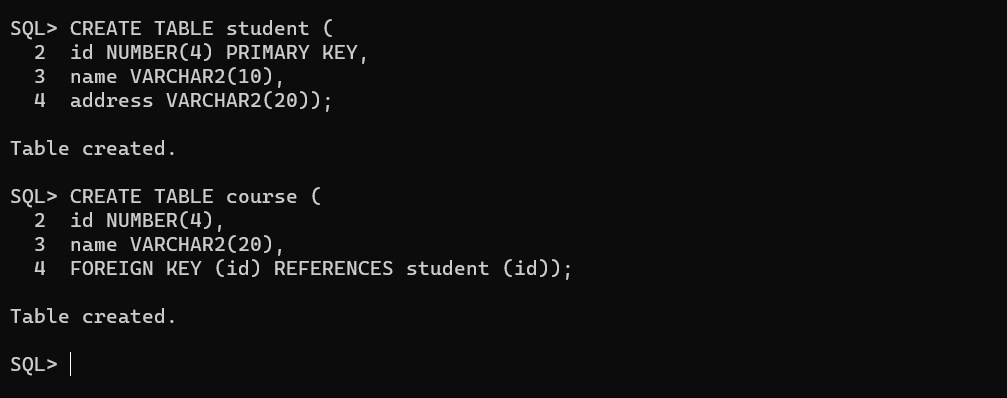 SQL> CREATE TABLE student (
  2  id NUMBER(4) PRIMARY KEY,
  3  name VARCHAR2(10),
  4  address VARCHAR2(20));
Table created.
SQL> CREATE TABLE course (
  2  id NUMBER(4),
  3  name VARCHAR2(20),
  4  FOREIGN KEY (id) REFERENCES student (id));
Table created.
SQL>